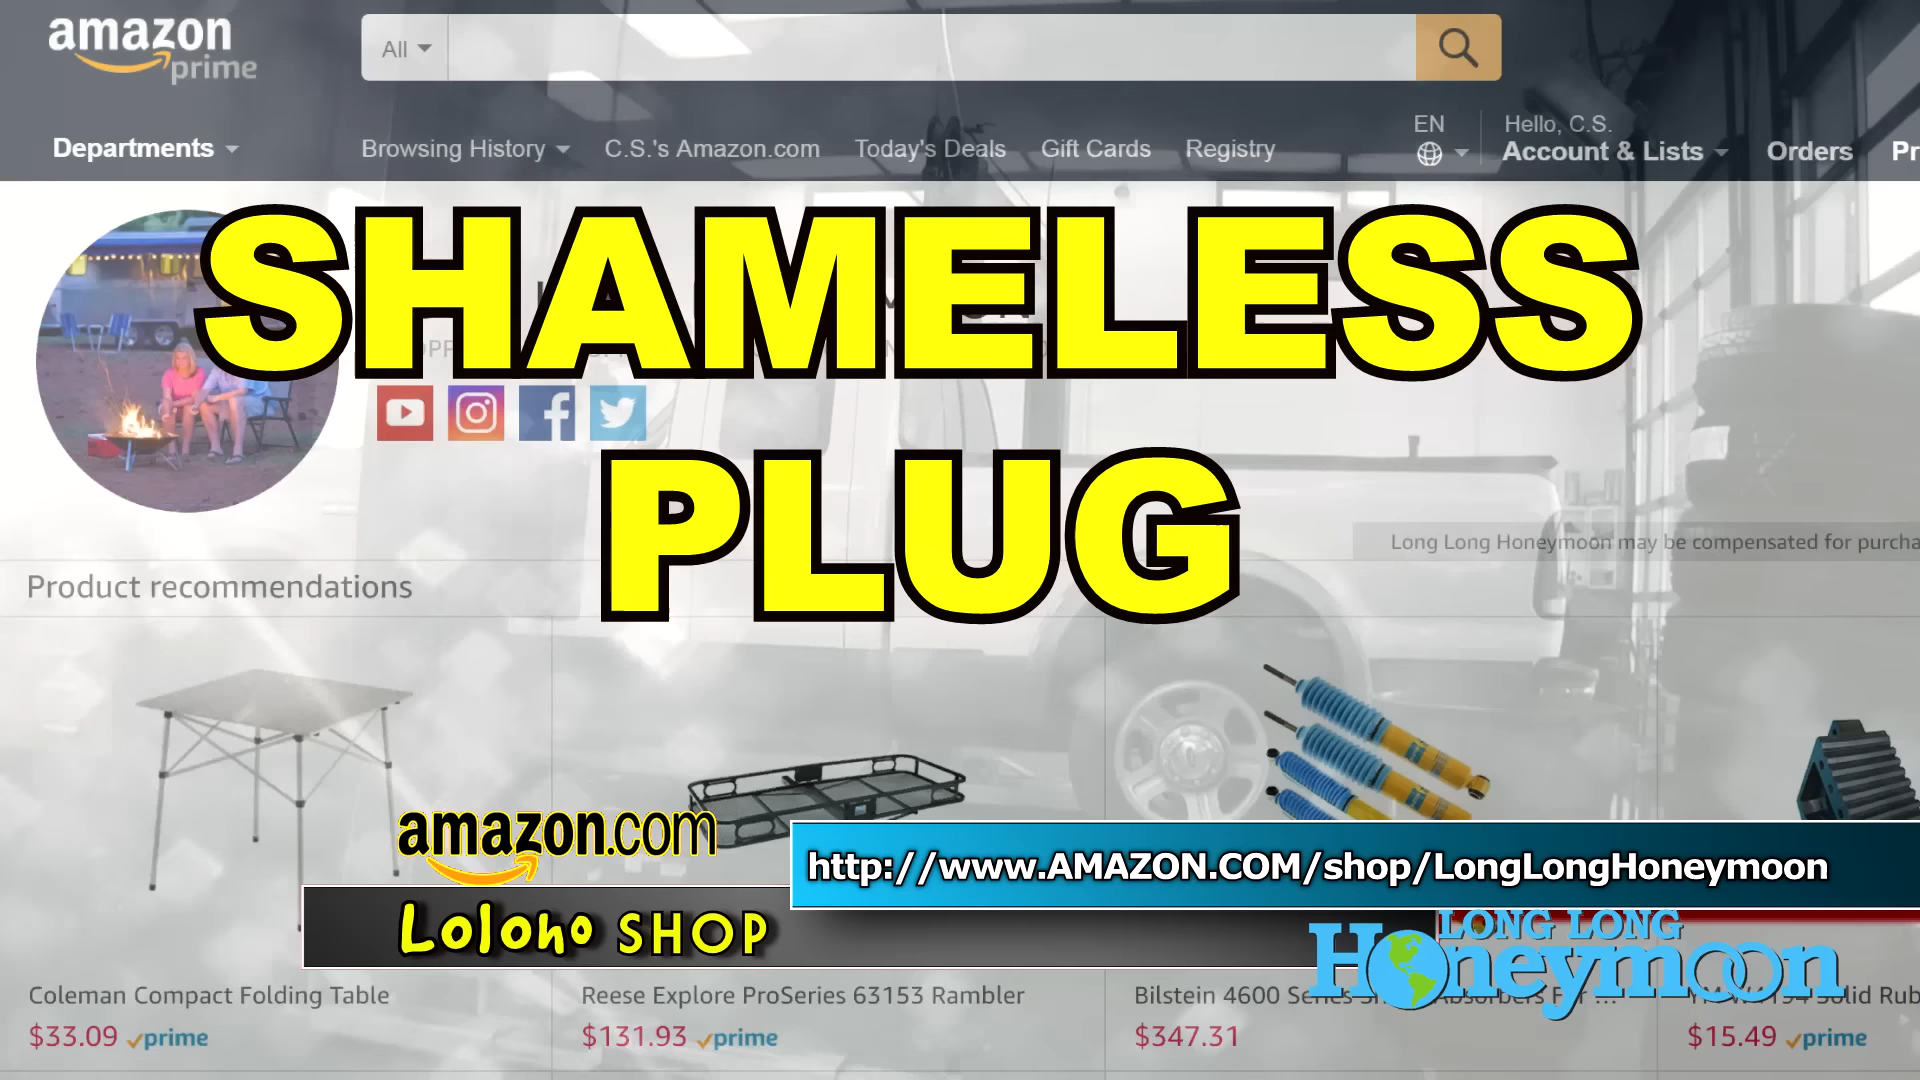 amazon
prime
All
Departments
Browsing History
C.S.'s Amazon.com
Today's Deals
Gift Cards
Registry
EN
Hello, C.S.
Account & Lists
Orders
Pr
SHAMELESS
PLUG
Long Long Honeymoon may be compensated for purcha
Product recommendations
amazon.com
http://www.AMAZON.COM/shop/LongLongHoneymoon
Loloho SHOP
LONG LONG
Honeymoon
Coleman Compact Folding Table
$33.09 prime
Reese Explore ProSeries 63153 Rambler
$131.93 prime
Bilstein 4600 Series
$347.31
Solid Rub
$15.49 prime